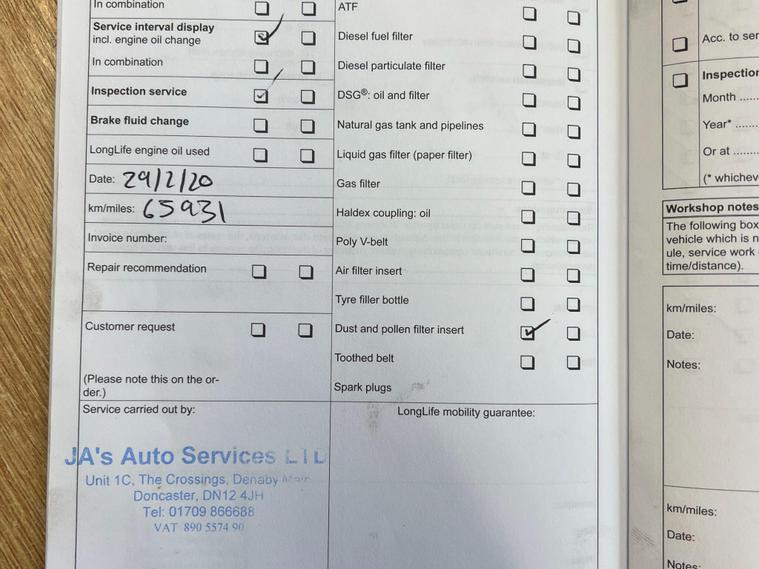 In combination
Service interval display
incl. engine oil change
In combination
Inspection service
Brake fluid change
LongLife engine oil used
Date: 29/2/20
km/miles: 65931
Invoice number:
Repair recommendation
Customer request
(Please note this on the or-
der.)
Service carried out by:
JA's Auto Services LTD
Unit 1C, The Crossings, Denaby Main
Doncaster, DN12 4JH
Tel: 01709 866688
VAT 890 5574 90
ATF
Diesel fuel filter
Diesel particulate filter
DSG®: oil and filter
Natural gas tank and pipelines
Liquid gas filter (paper filter)
Gas filter
Haldex coupling: oil
Poly V-belt
Air filter insert
Tyre filler bottle
Dust and pollen filter insert
Toothed belt
Spark plugs
LongLife mobility guarantee:
Acc. to ser
Inspection
Month ......
Year* ......
Or at ........
(* whichev
Workshop notes
The following box
vehicle which is n
ule, service work
time/distance).
km/miles:
Date:
Notes:
km/miles:
Date:
Notes: